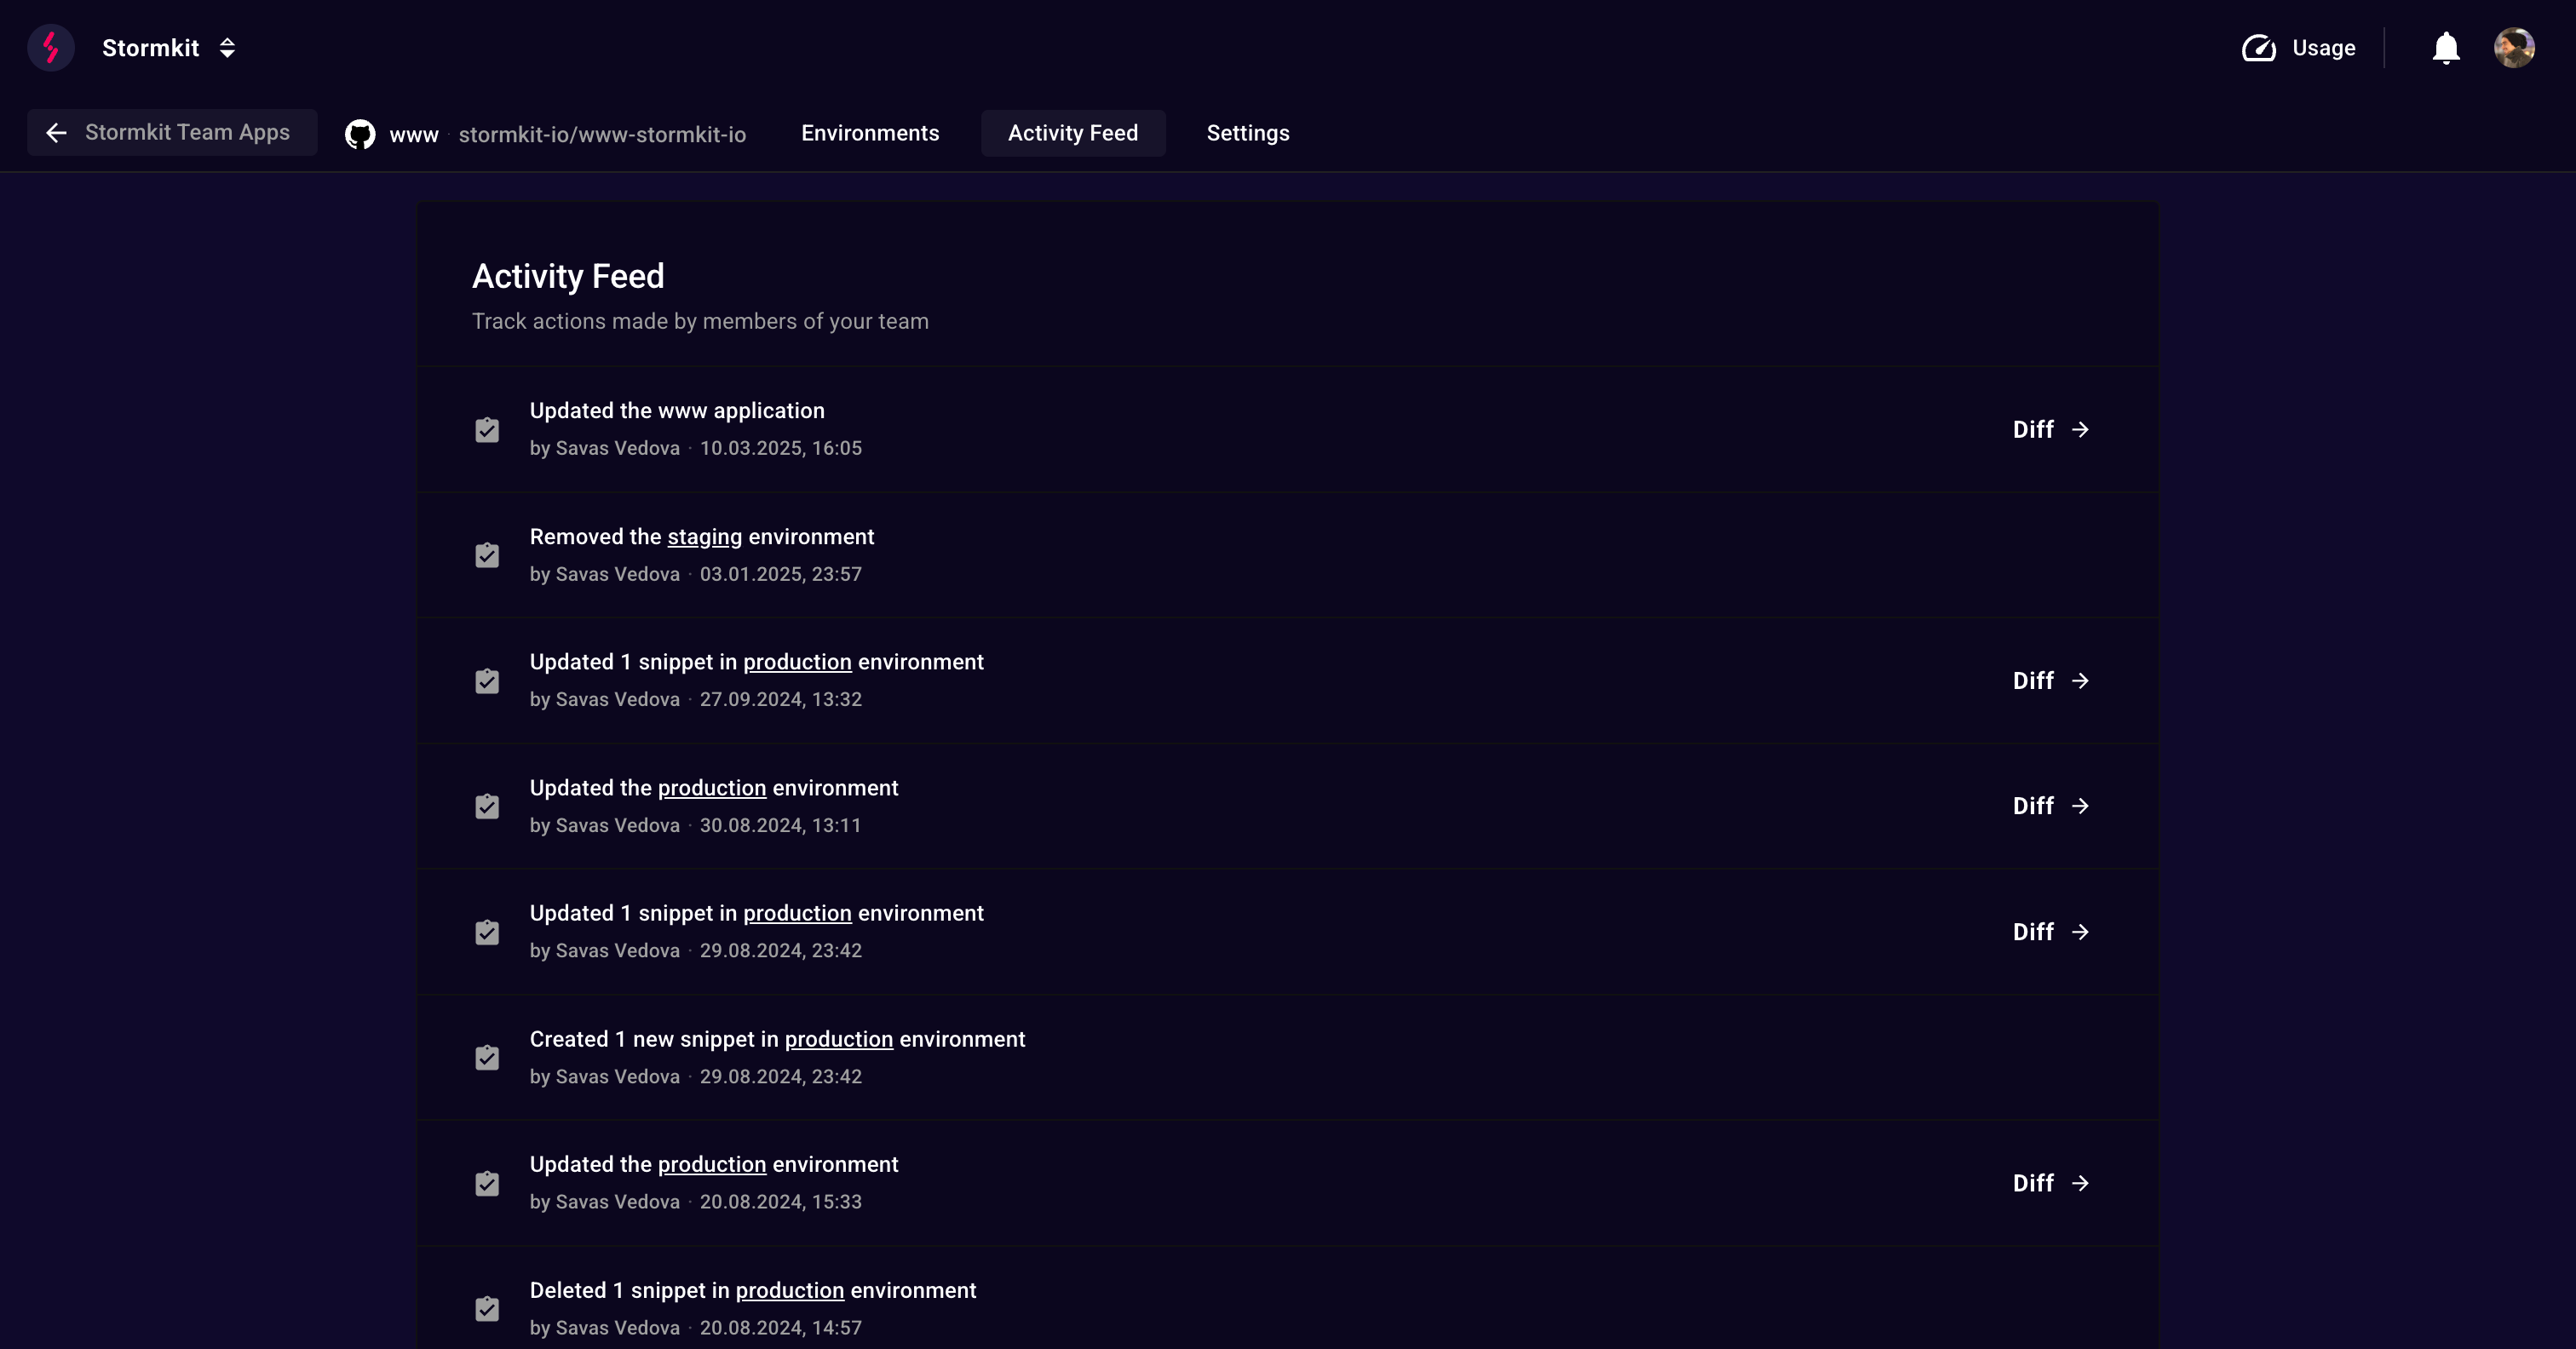 Stormkit
Usage
Stormkit Team Apps
www · stormkit-io/www-stormkit-io
Environments
Activity Feed
Settings
Activity Feed
Track actions made by members of your team
Updated the www application
by Savas Vedova · 10.03.2025, 16:05
Diff →
Removed the staging environment
by Savas Vedova · 03.01.2025, 23:57
Updated 1 snippet in production environment
by Savas Vedova · 27.09.2024, 13:32
Diff →
Updated the production environment
by Savas Vedova · 30.08.2024, 13:11
Diff →
Updated 1 snippet in production environment
by Savas Vedova · 29.08.2024, 23:42
Diff →
Created 1 new snippet in production environment
by Savas Vedova · 29.08.2024, 23:42
Updated the production environment
by Savas Vedova · 20.08.2024, 15:33
Diff →
Deleted 1 snippet in production environment
by Savas Vedova · 20.08.2024, 14:57